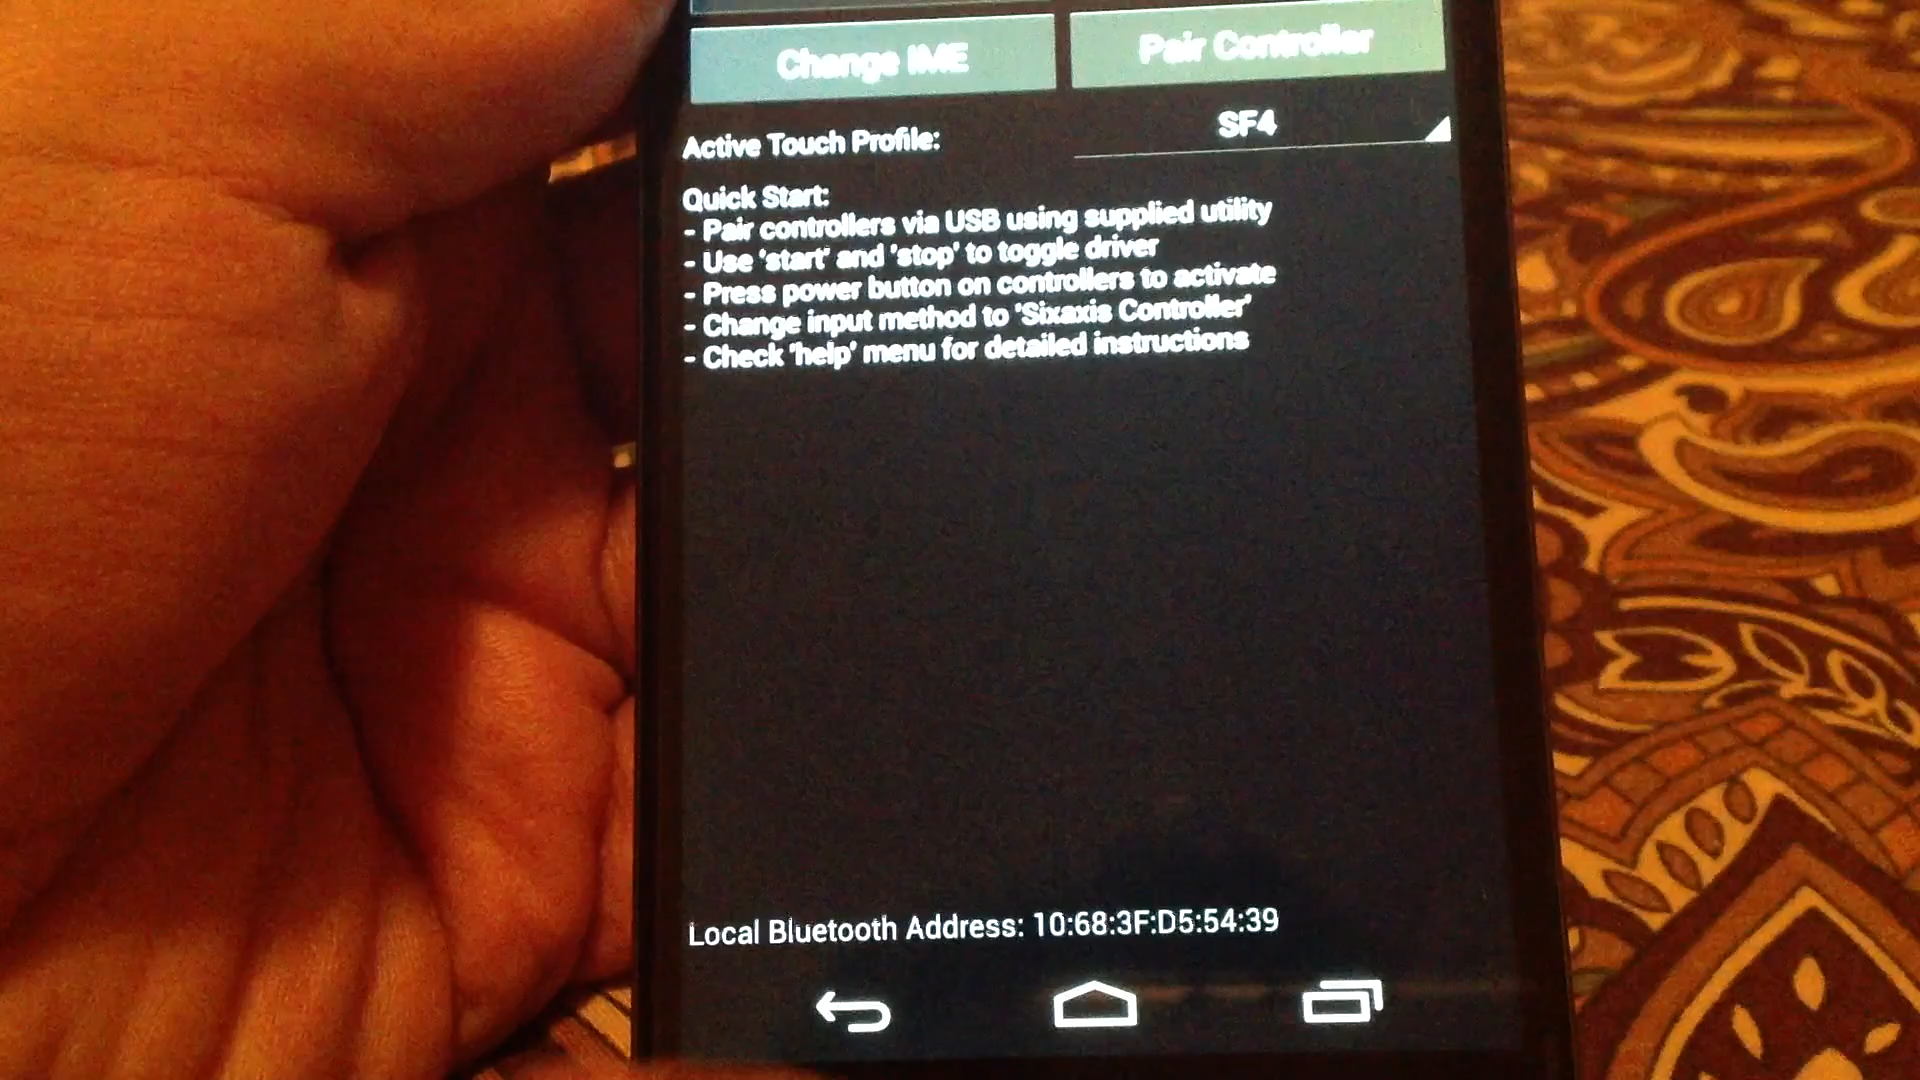 Change IME
Pair Controller
Active Touch Profile:
SF4
Quick Start:
- Pair controllers via USB using supplied utility
- Use 'start' and 'stop' to toggle driver
- Press power button on controllers to activate
- Change input method to 'Sixaxis Controller'
- Check 'help' menu for detailed instructions
Local Bluetooth Address: 10:68:3F:D5:54:39